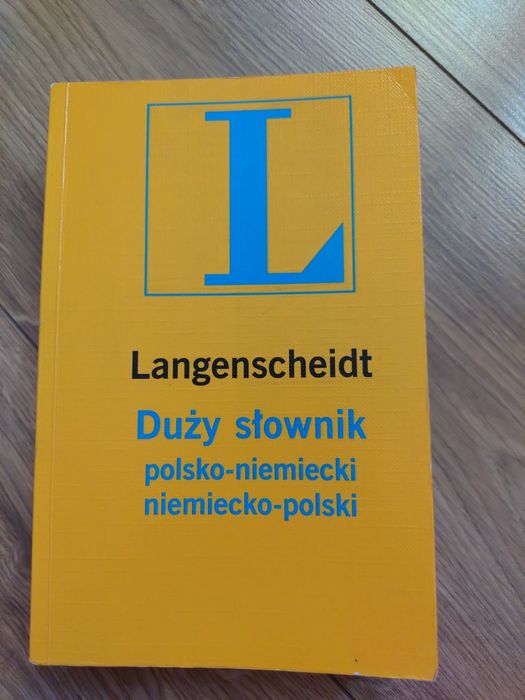 L
Langenscheidt
Duży słownik
polsko-niemiecki
niemiecko-polski